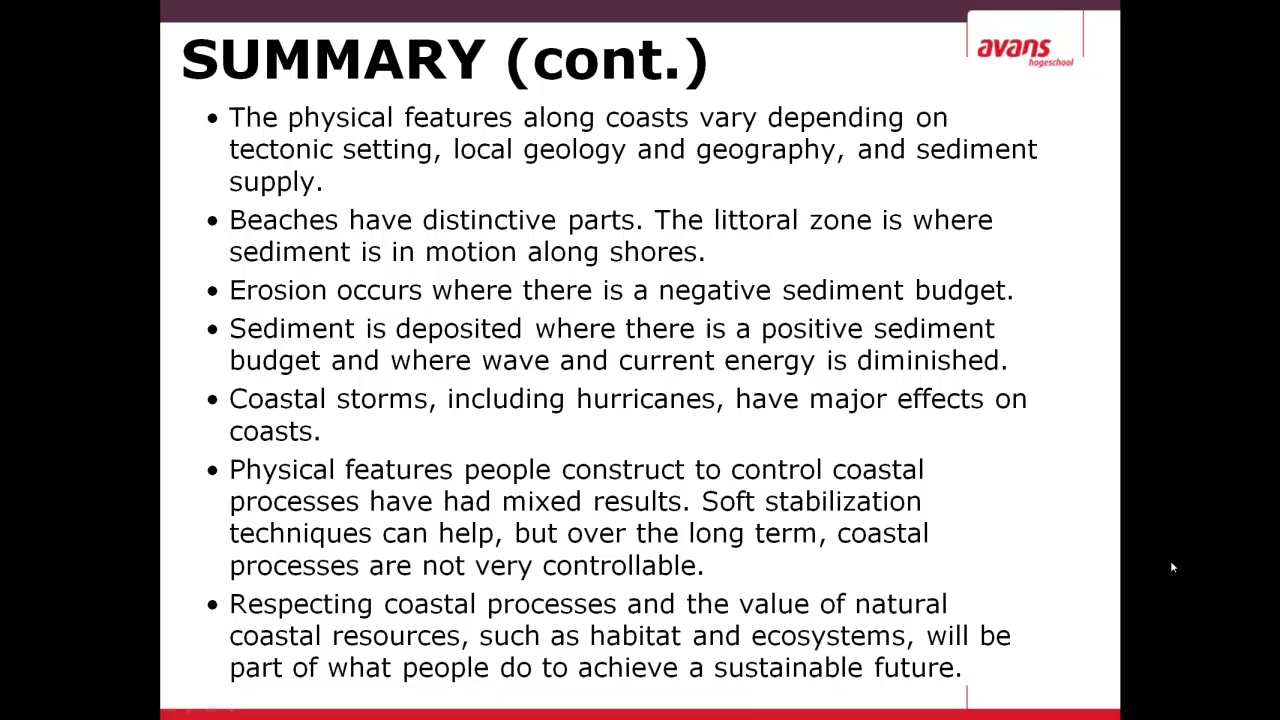 SUMMARY (cont.)
avans
hogeschool
• The physical features along coasts vary depending on
tectonic setting, local geology and geography, and sediment
supply.
• Beaches have distinctive parts. The littoral zone is where
sediment is in motion along shores.
• Erosion occurs where there is a negative sediment budget.
• Sediment is deposited where there is a positive sediment
budget and where wave and current energy is diminished.
• Coastal storms, including hurricanes, have major effects on
coasts.
• Physical features people construct to control coastal
processes have had mixed results. Soft stabilization
techniques can help, but over the long term, coastal
processes are not very controllable.
• Respecting coastal processes and the value of natural
coastal resources, such as habitat and ecosystems, will be
part of what people do to achieve a sustainable future.